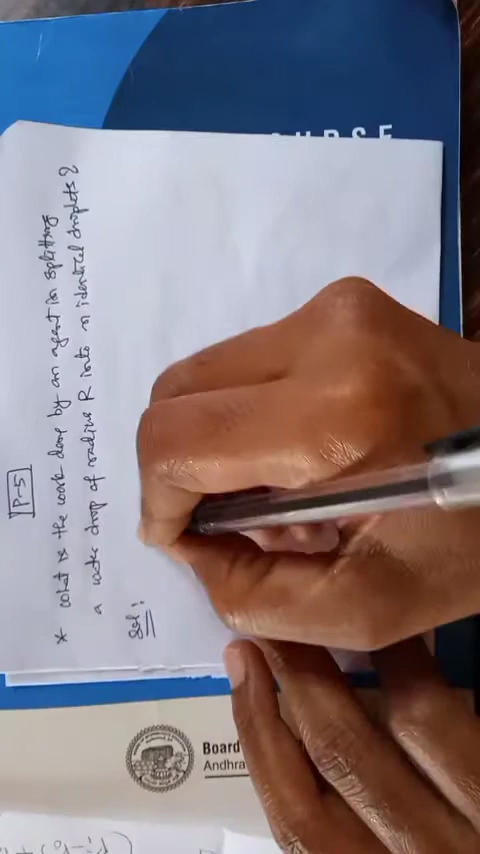 P-5
* What is the work done by an agent in splitting
a water drop of radius R into n identical droplets?
Sol:
Board
Andhra